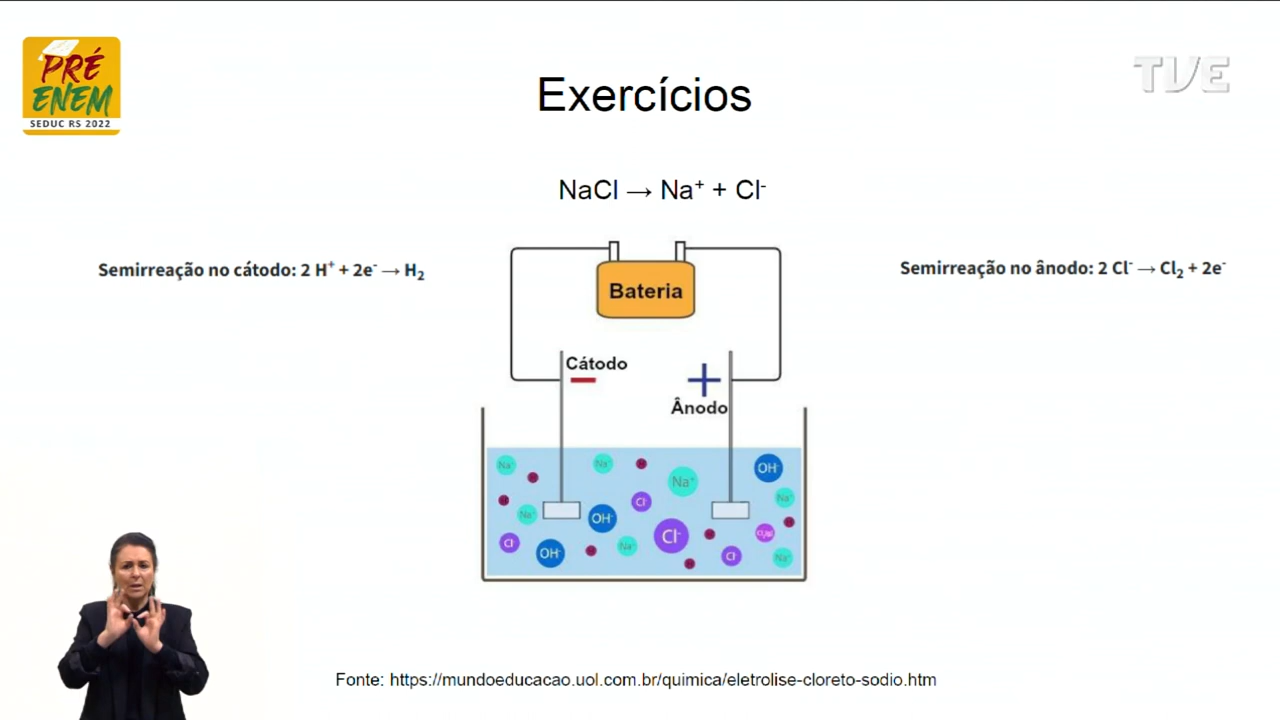 PRÉ
ENEM
SEDUC RS 2022
TVE
Exercícios
NaCl → Na⁺ + Cl⁻
Semirreação no cátodo: 2 H⁺ + 2e⁻ → H₂
Semirreação no ânodo: 2 Cl⁻ → Cl₂ + 2e⁻
Bateria
Cátodo
Ânodo
Na⁺
Na⁺
H
Na⁺
OH⁻
H
Na⁺
H
Cl⁻
Na⁺
OH⁻
H
Cl⁻
OH⁻
H
Na⁺
Cl⁻
H
H
Cl⁻
Na⁺
Fonte: https://mundoeducacao.uol.com.br/quimica/eletrolise-cloreto-sodio.htm